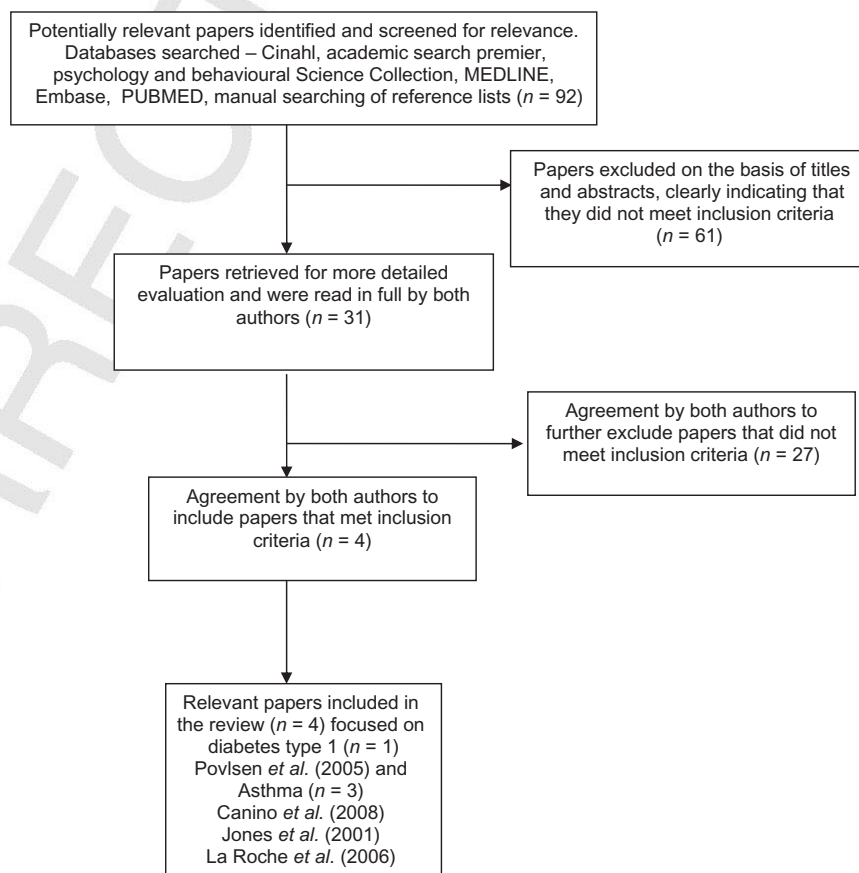 Potentially relevant papers identified and screened for relevance.
Databases searched – Cinahl, academic search premier,
psychology and behavioural Science Collection, MEDLINE,
Embase, PUBMED, manual searching of reference lists (n = 92)
Papers excluded on the basis of titles
and abstracts, clearly indicating that
they did not meet inclusion criteria
(n = 61)
Papers retrieved for more detailed
evaluation and were read in full by both
authors (n = 31)
Agreement by both authors to
further exclude papers that did not
meet inclusion criteria (n = 27)
Agreement by both authors to
include papers that met inclusion
criteria (n = 4)
Relevant papers included in
the review (n = 4) focused on
diabetes type 1 (n = 1)
Povlsen et al. (2005) and
Asthma (n = 3)
Canino et al. (2008)
Jones et al. (2001)
La Roche et al. (2006)